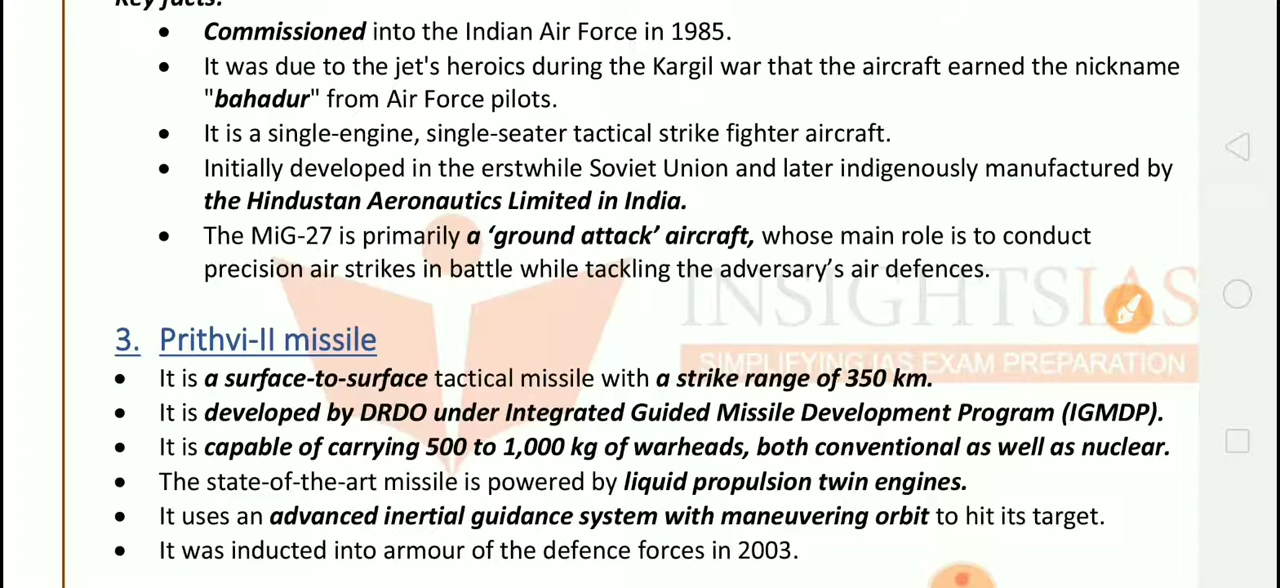 Key facts:
• Commissioned into the Indian Air Force in 1985.
• It was due to the jet's heroics during the Kargil war that the aircraft earned the nickname
"bahadur" from Air Force pilots.
• It is a single-engine, single-seater tactical strike fighter aircraft.
• Initially developed in the erstwhile Soviet Union and later indigenously manufactured by
the Hindustan Aeronautics Limited in India.
• The MiG-27 is primarily a ‘ground attack’ aircraft, whose main role is to conduct
precision air strikes in battle while tackling the adversary’s air defences.
INSIGHTSIAS
SIMPLIFYING IAS EXAM PREPARATION
3. Prithvi-II missile
• It is a surface-to-surface tactical missile with a strike range of 350 km.
• It is developed by DRDO under Integrated Guided Missile Development Program (IGMDP).
• It is capable of carrying 500 to 1,000 kg of warheads, both conventional as well as nuclear.
• The state-of-the-art missile is powered by liquid propulsion twin engines.
• It uses an advanced inertial guidance system with maneuvering orbit to hit its target.
• It was inducted into armour of the defence forces in 2003.